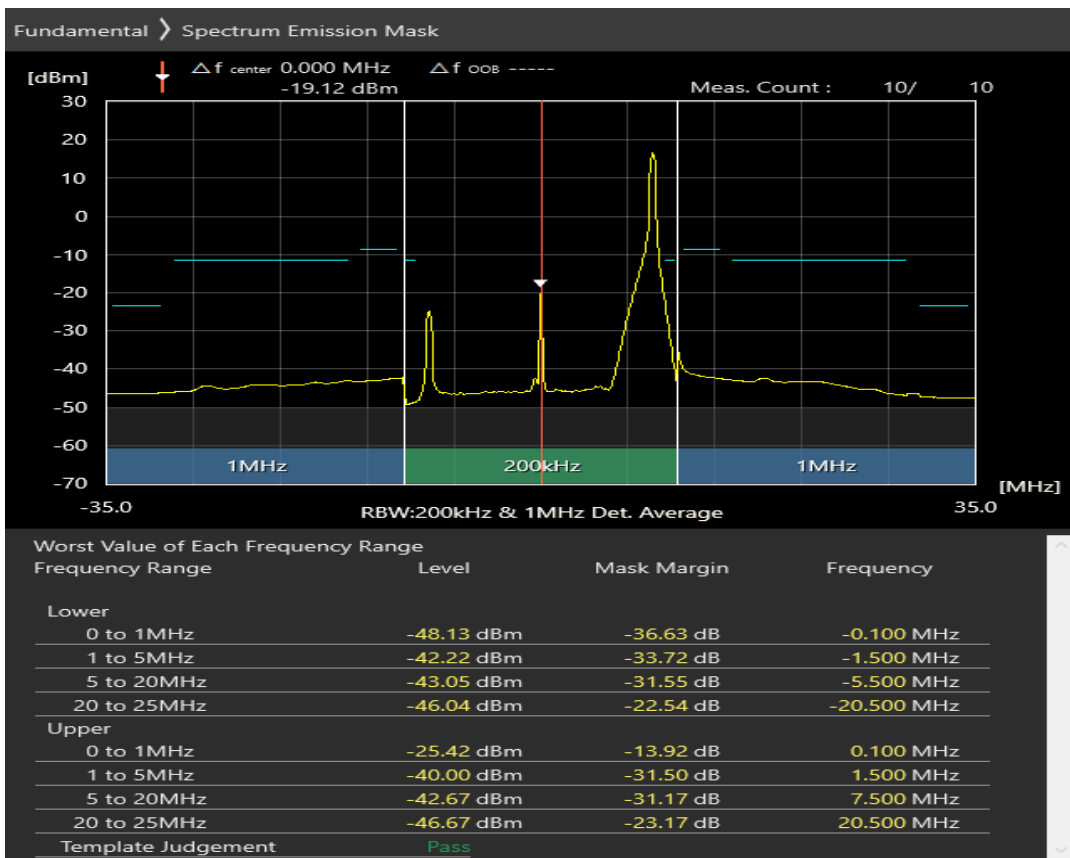 Fundamental 》 Spectrum Emission Mask
[dBm] △f center 0.000 MHz △f OOB -----
-19.12 dBm Meas. Count : 10/ 10
30
20
10
0
-10
-20
-30
-40
-50
-60
-70
1MHz 200kHz 1MHz
[MHz]
-35.0 RBW:200kHz & 1MHz Det. Average 35.0
Worst Value of Each Frequency Range
Frequency Range Level Mask Margin Frequency
Lower
0 to 1MHz -48.13 dBm -36.63 dB -0.100 MHz
1 to 5MHz -42.22 dBm -33.72 dB -1.500 MHz
5 to 20MHz -43.05 dBm -31.55 dB -5.500 MHz
20 to 25MHz -46.04 dBm -22.54 dB -20.500 MHz
Upper
0 to 1MHz -25.42 dBm -13.92 dB 0.100 MHz
1 to 5MHz -40.00 dBm -31.50 dB 1.500 MHz
5 to 20MHz -42.67 dBm -31.17 dB 7.500 MHz
20 to 25MHz -46.67 dBm -23.17 dB 20.500 MHz
Template Judgement Pass